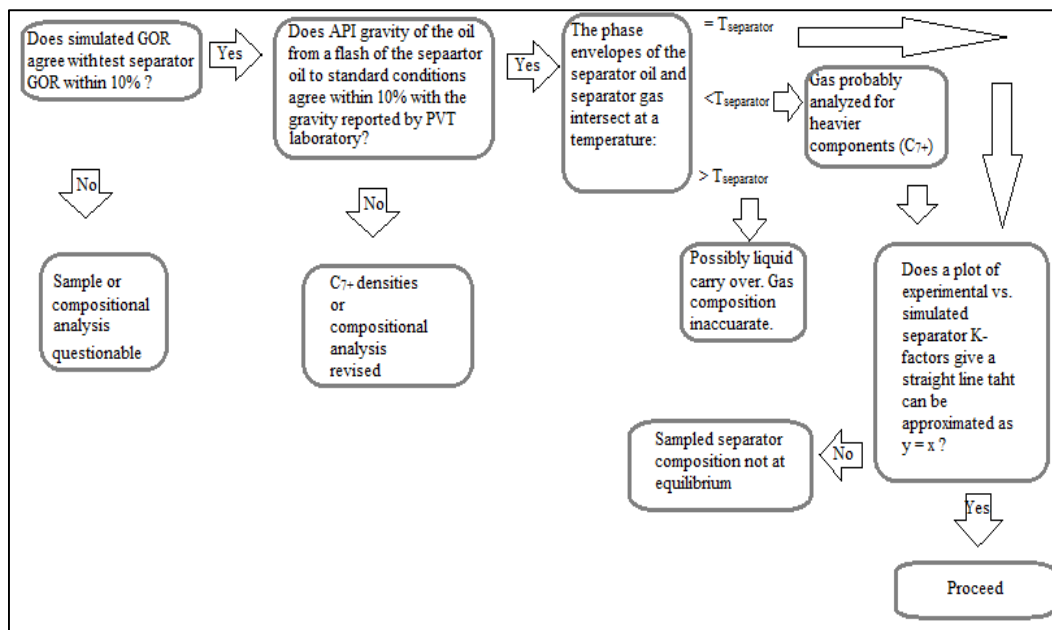 Does simulated GOR
agree with test separator
GOR within 10% ?
Yes
Does API gravity of the oil
from a flash of the sepaartor
oil to standard conditions
agree within 10% with the
gravity reported by PVT
laboratory?
Yes
The phase
envelopes of the
separator oil and
separator gas
intersect at a
temperature:
= Tseparator
<Tseparator
> Tseparator
Gas probably
analyzed for
heavier
components (C7+)
No
No
Sample or
compositional
analysis
questionable
C7+ densities
or
compositional
analysis
revised
Possibly liquid
carry over. Gas
composition
inaccuarate.
Does a plot of
experimental vs.
simulated
separator K-
factors give a
straight line taht
can be
approximated as
y = x ?
No
Sampled separator
composition not at
equilibrium
Yes
Proceed